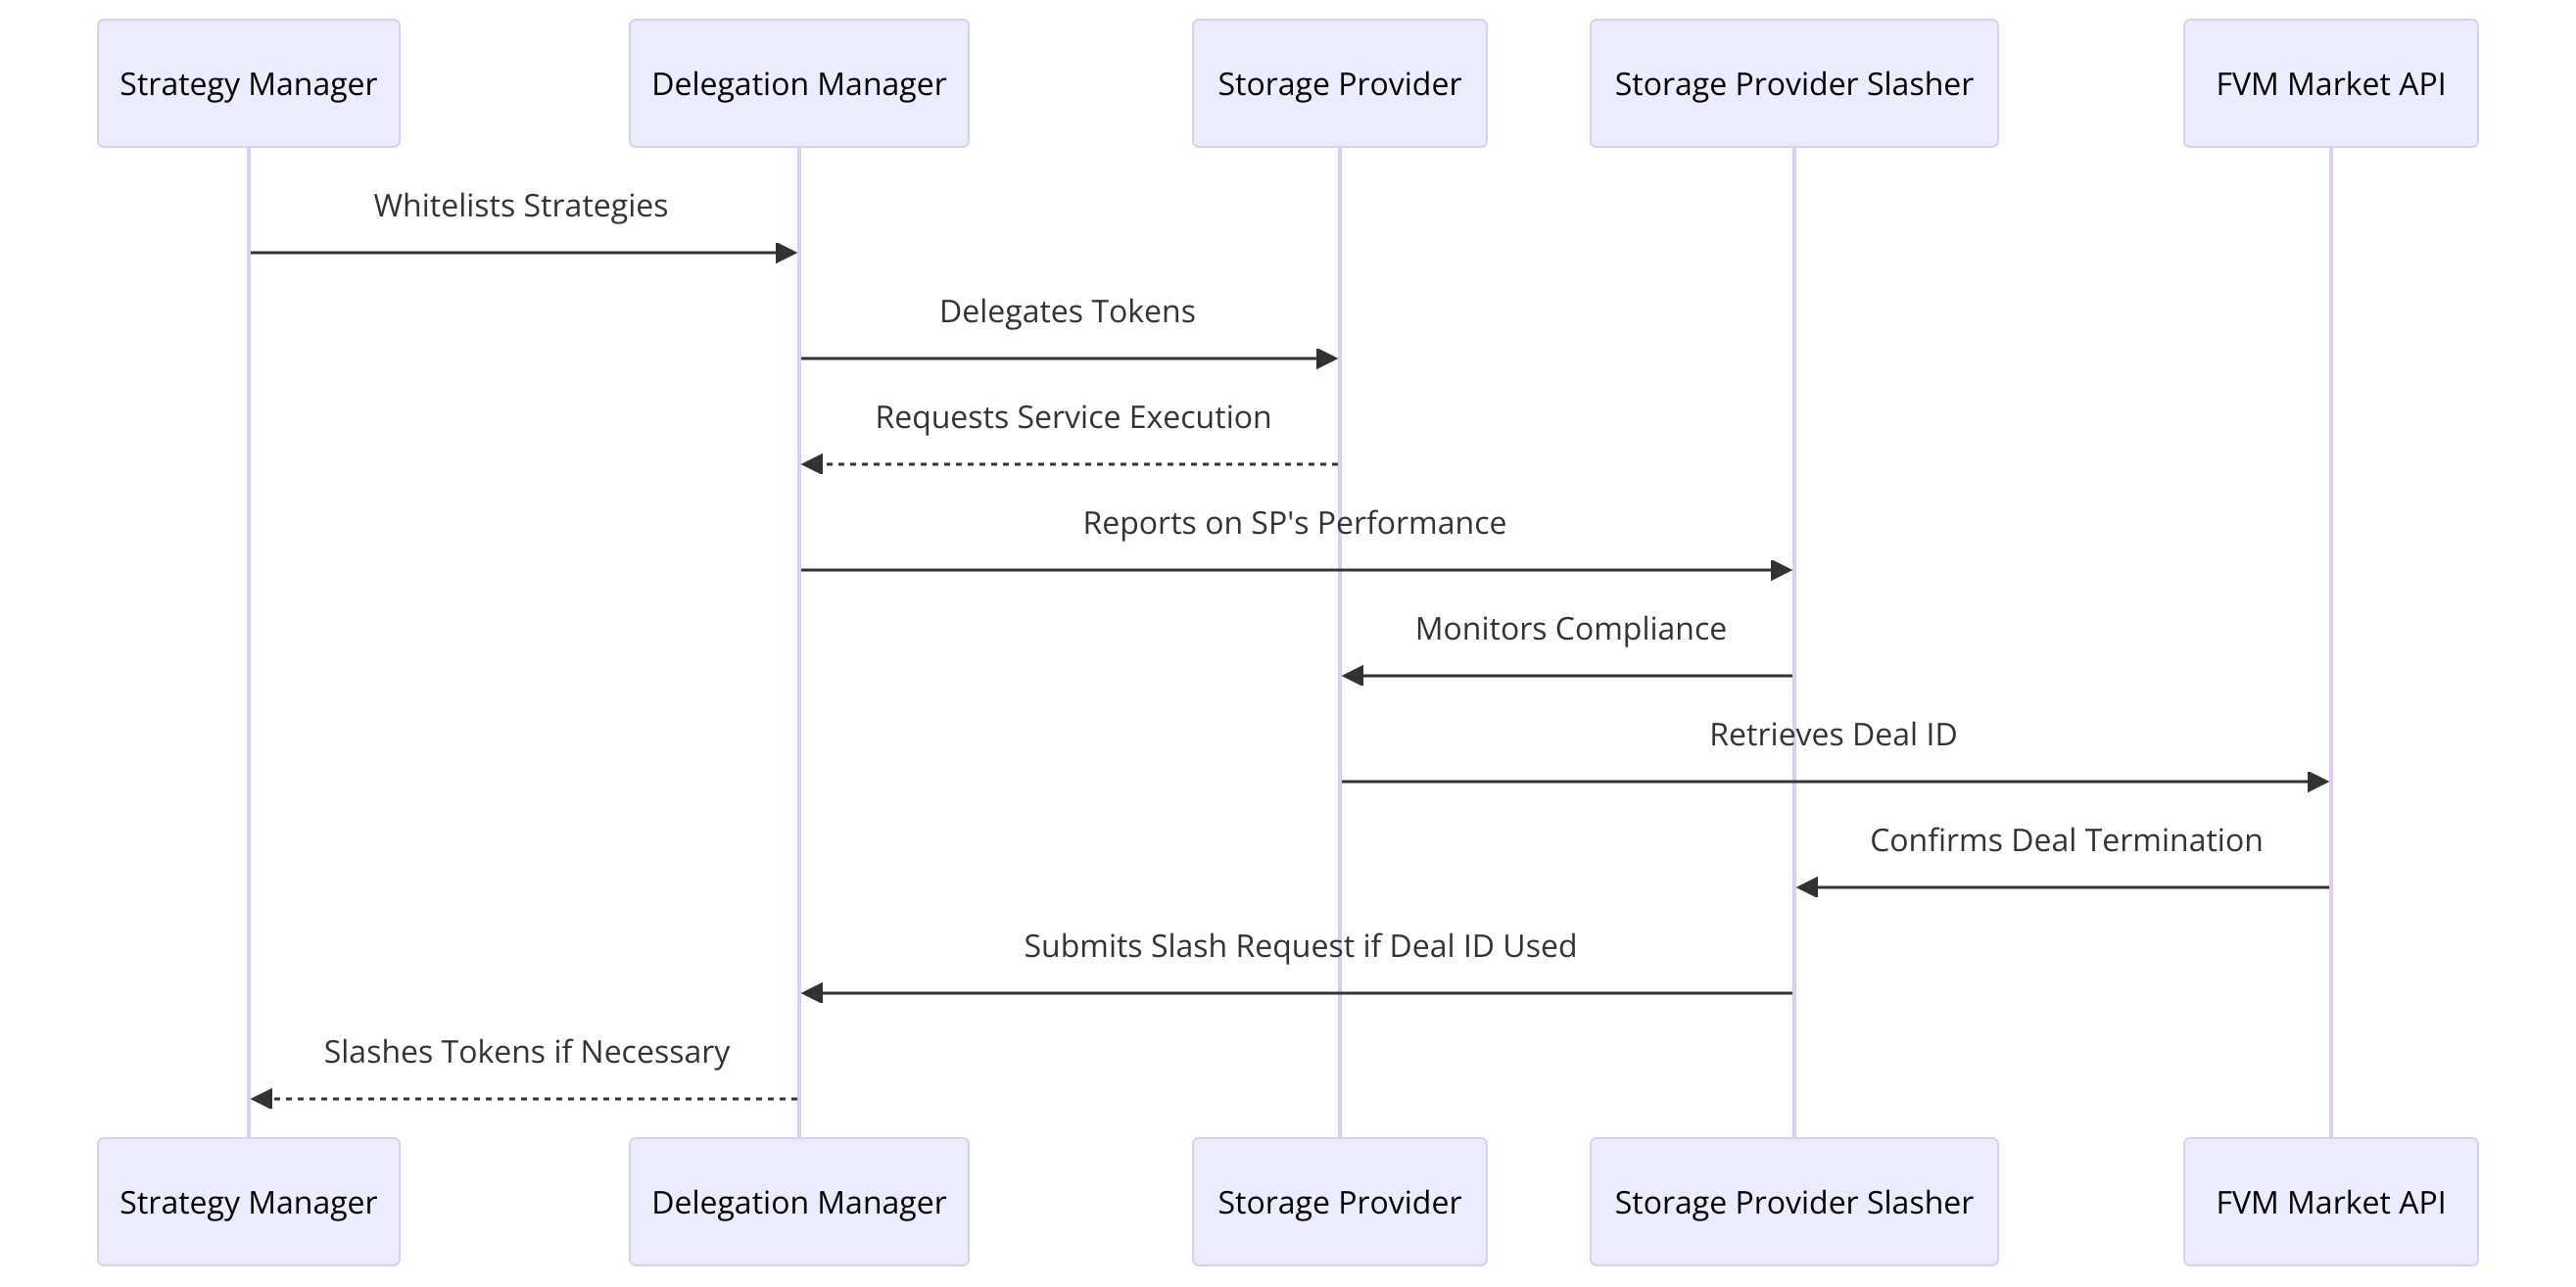 Strategy Manager
Delegation Manager
Storage Provider
Storage Provider Slasher
FVM Market API
Whitelists Strategies
Delegates Tokens
Requests Service Execution
Reports on SP's Performance
Monitors Compliance
Retrieves Deal ID
Confirms Deal Termination
Submits Slash Request if Deal ID Used
Slashes Tokens if Necessary
Strategy Manager
Delegation Manager
Storage Provider
Storage Provider Slasher
FVM Market API